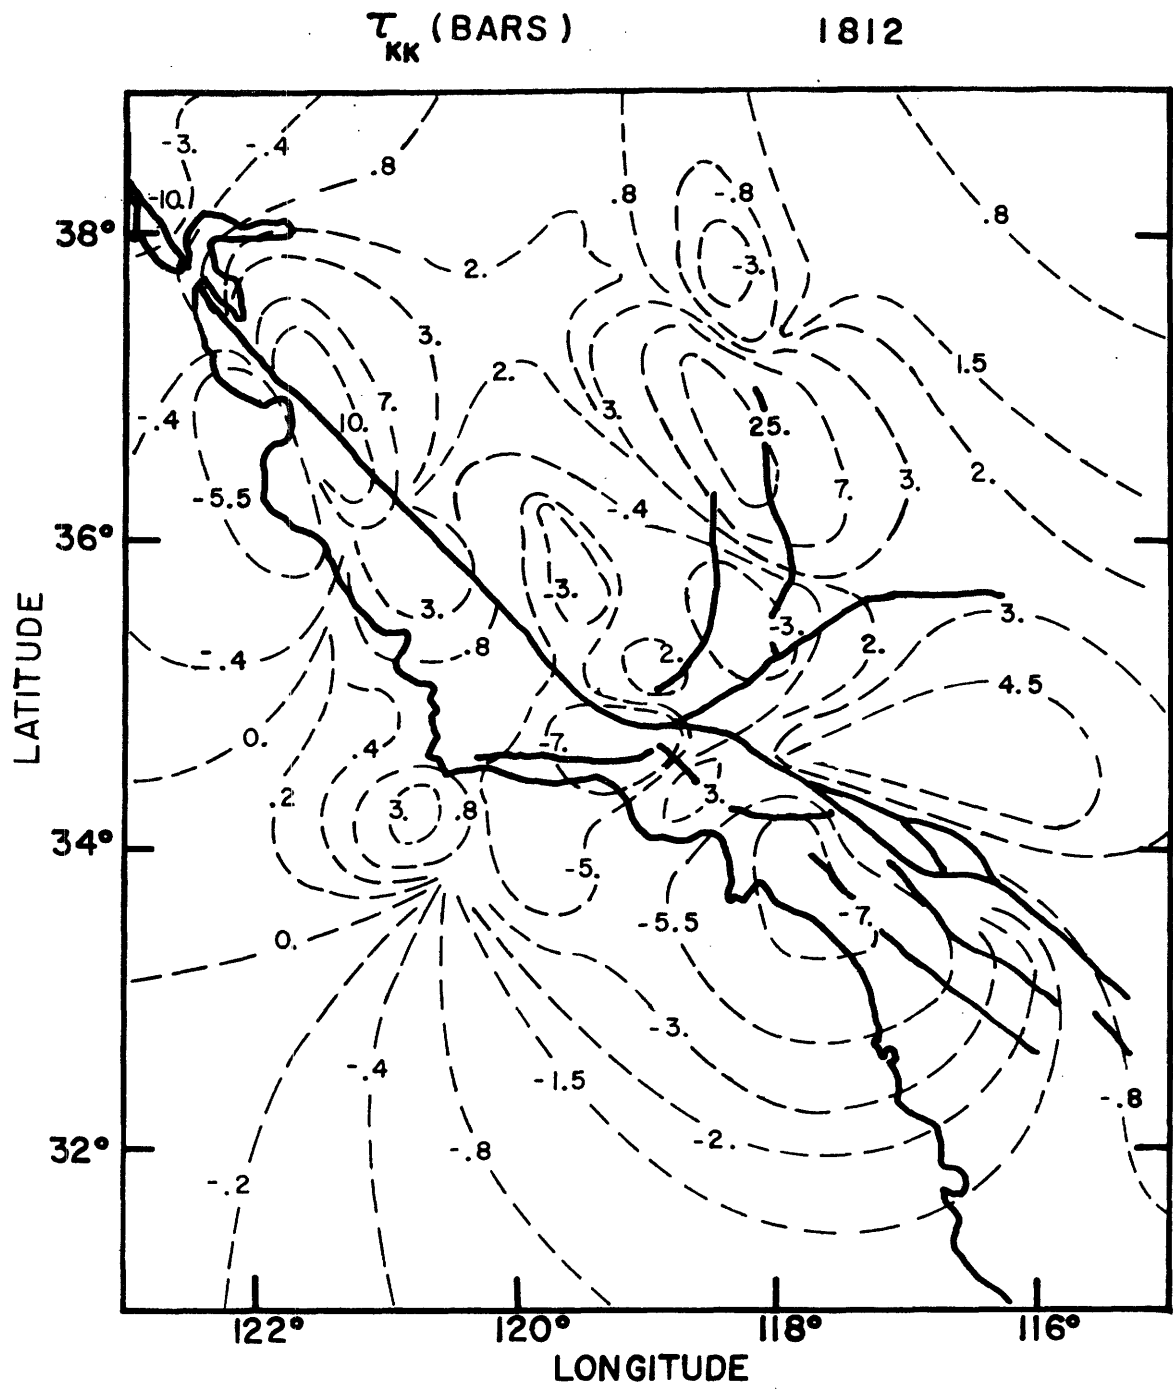 τKK (BARS) 1812
-3. -.4 .8
-10. .8 -.8 .8
38°
2. -3.
3. 1.5
2.
-.4 7. 3.
10. 25.
-5.5 -.4 7. 3. 2.
36°
-3.
3. -3. 3.
-.4 .8 2. 2.
4.5
0. .4 -7.
.2 3. .8 3.
34°
-5.
-5.5 -7.
0.
-3.
-.4 -1.5
-.8
-.8 -2.
32°
-.2
122° 120° 118° 116°
LONGITUDE
LATITUDE